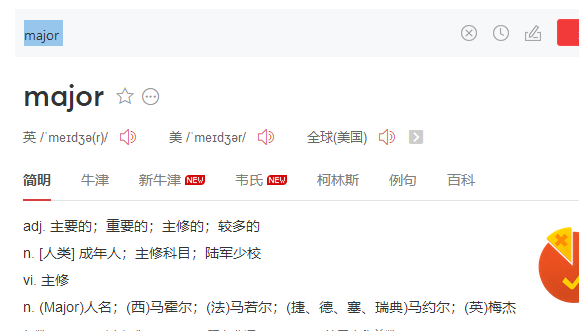 major
major
英 /ˈmeɪdʒə(r)/ 美 /ˈmeɪdʒər/ 全球(美国)
简明 牛津 新牛津 NEW 韦氏 NEW 柯林斯 例句 百科
adj. 主要的；重要的；主修的；较多的
n. [人类] 成年人；主修科目；陆军少校
vi. 主修
n. (Major)人名；(西)马霍尔；(法)马若尔；(捷、德、塞、瑞典)马约尔；(英)梅杰